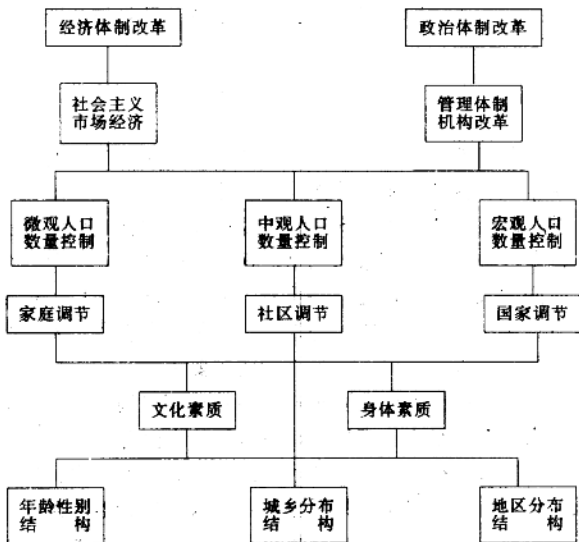 经济体制改革
政治体制改革
社会主义
市场经济
管理体制
机构改革
微观人口
数量控制
中观人口
数量控制
宏观人口
数量控制
家庭调节
社区调节
国家调节
文化素质
身体素质
年龄性别
结 构
城乡分布
结 构
地区分布
结 构